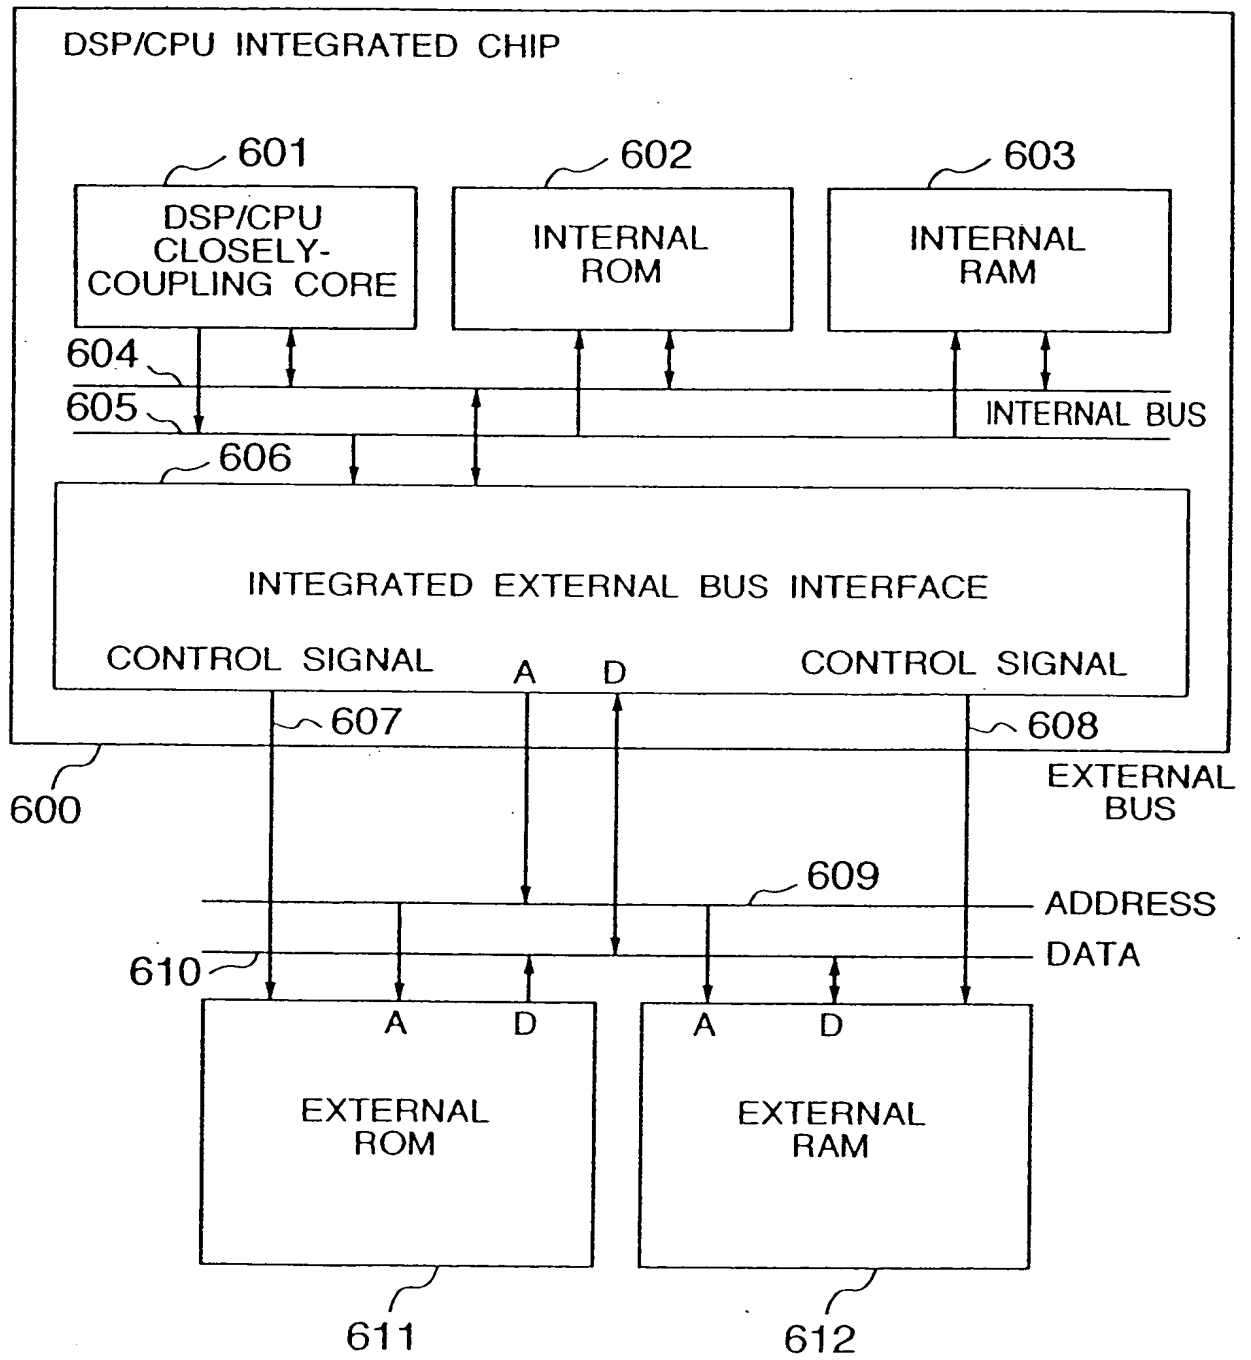 DSP/CPU INTEGRATED CHIP
601
602
603
DSP/CPU
CLOSELY-
COUPLING CORE
INTERNAL
ROM
INTERNAL
RAM
604
605
INTERNAL BUS
606
INTEGRATED EXTERNAL BUS INTERFACE
CONTROL SIGNAL
A
D
CONTROL SIGNAL
607
608
600
EXTERNAL
BUS
609
ADDRESS
610
DATA
A
D
A
D
EXTERNAL
ROM
EXTERNAL
RAM
611
612